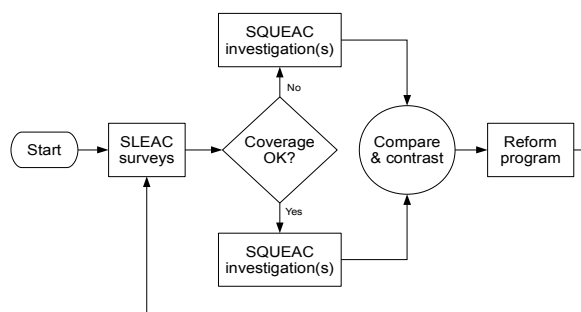 SQUEAC
investigation(s)
No
Start
SLEAC
surveys
Coverage
OK?
Compare
& contrast
Reform
program
Yes
SQUEAC
investigation(s)